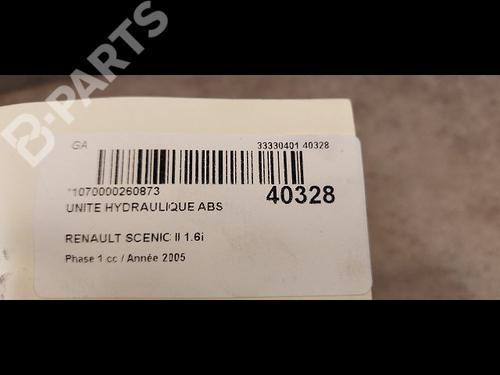 B-PARTS
GA 33330401 40328
*1070000260873 40328
UNITE HYDRAULIQUE ABS
RENAULT SCENIC II 1.6i
Phase 1 cc / Année 2005